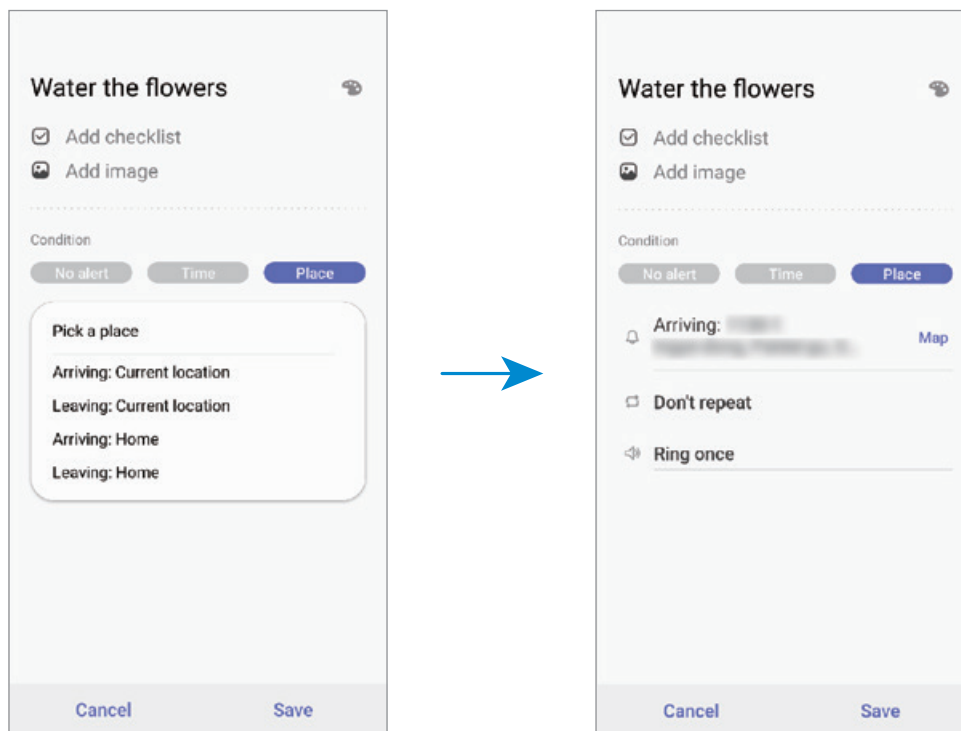 Water the flowers
Add checklist
Add image
Condition
No alert Time Place
Pick a place
Arriving: Current location
Leaving: Current location
Arriving: Home
Leaving: Home
Cancel Save
Water the flowers
Add checklist
Add image
Condition
No alert Time Place
Arriving:
Map
Don't repeat
Ring once
Cancel Save